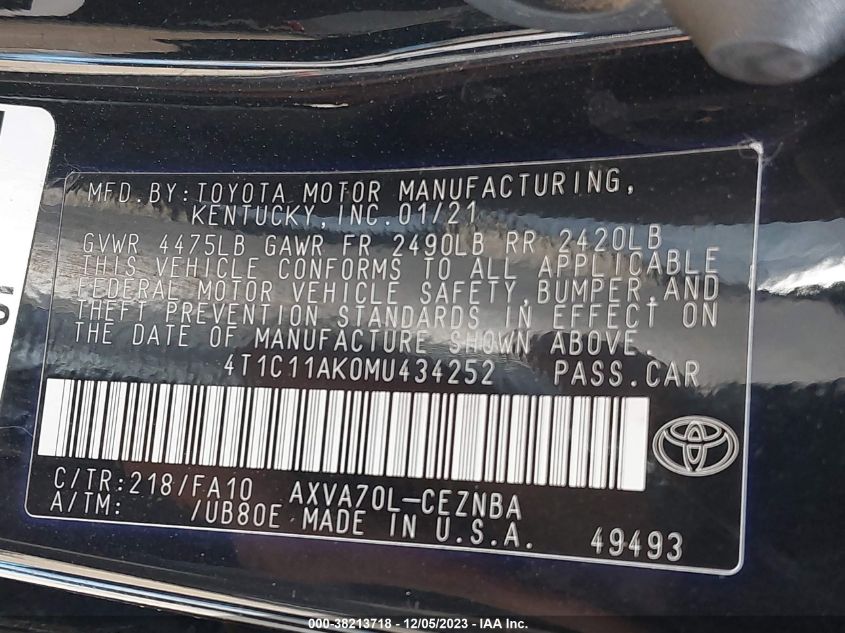 MFD.BY:TOYOTA MOTOR MANUFACTURING,
KENTUCKY,INC.01/21
GVWR 4475LB GAWR FR 2490LB RR 2420LB
THIS VEHICLE CONFORMS TO ALL APPLICABLE
FEDERAL MOTOR VEHICLE SAFETY,BUMPER,AND
THEFT PREVENTION STANDARDS IN EFFECT ON
THE DATE OF MANUFACTURE SHOWN ABOVE.
4T1C11AK0MU434252 PASS.CAR
C/TR:218/FA10 AXVA70L-CEZNBA
A/TM: /UB80E MADE IN U.S.A. 49493
000-38213718 - 12/05/2023 - IAA Inc.